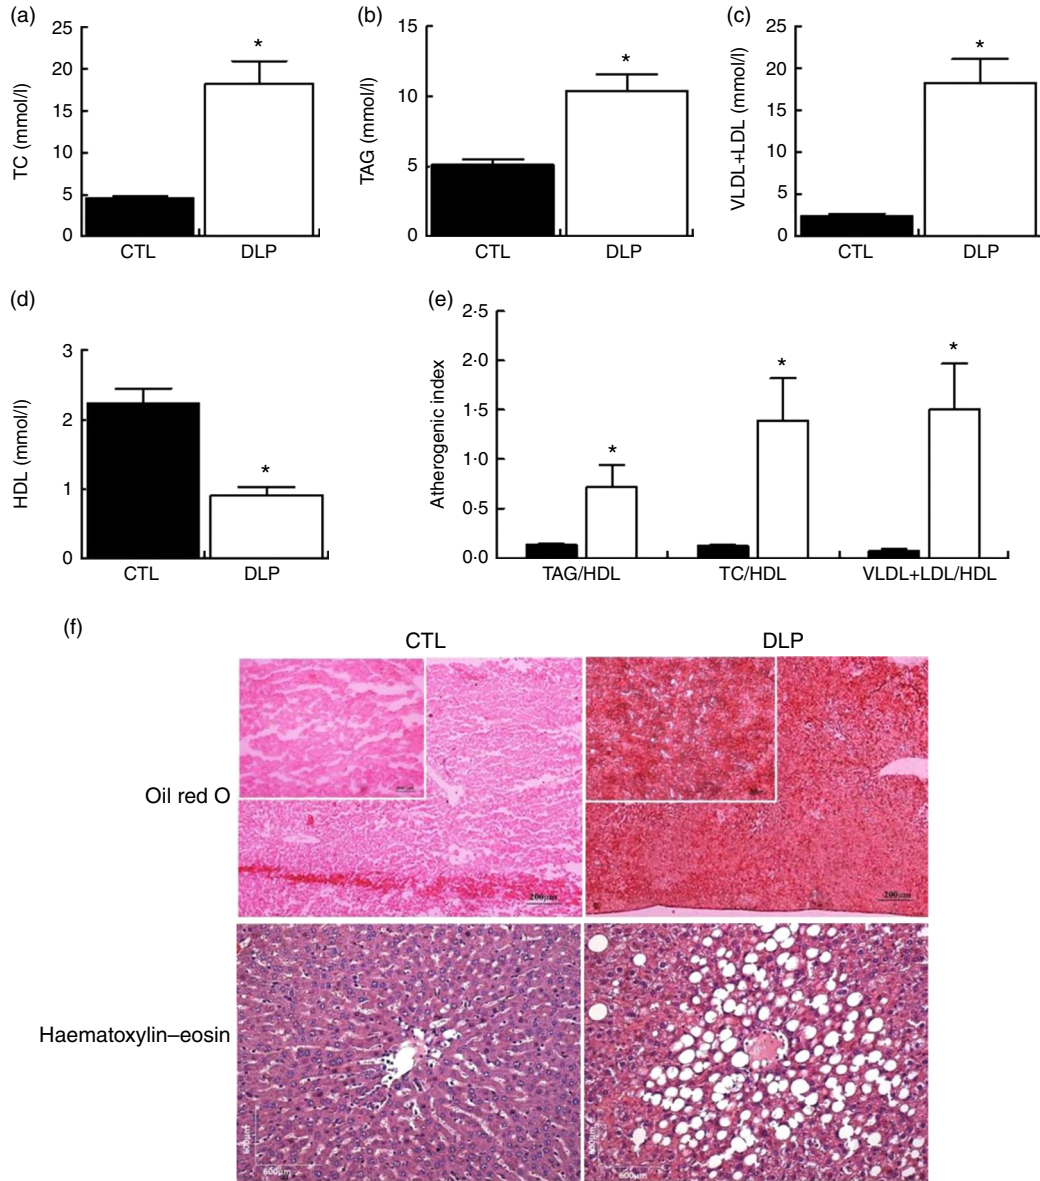 (a)
TC (mmol/l)
25
20
15
10
5
0
*
CTL
DLP
(b)
TAG (mmol/l)
15
10
5
0
*
CTL
DLP
(c)
VLDL+LDL (mmol/l)
25
20
15
10
5
0
*
CTL
DLP
(d)
HDL (mmol/l)
3
2
1
0
*
CTL
DLP
(e)
Atherogenic index
2·5
2·0
1·5
1·0
0·5
0·0
*
*
*
TAG/HDL
TC/HDL
VLDL+LDL/HDL
(f)
CTL
DLP
Oil red O
200µm
200µm
Haematoxylin–eosin
600µm
600µm
600µm
600µm